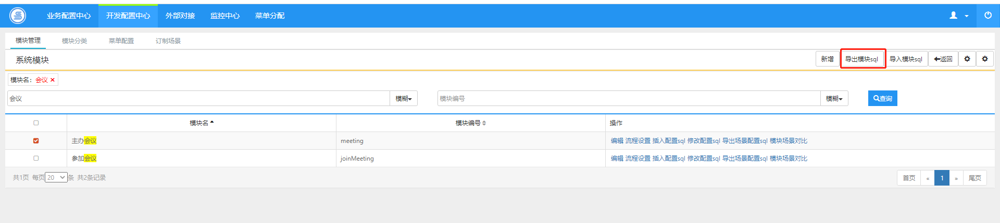 业务配置中心 开发配置中心 外部对接 监控中心 菜单分配
模块管理 模块分类 菜单配置 订制场景
系统模块 新增 导出模块sql 导入模块sql 返回
模块名：会议 ×
会议 模糊 模块编号 模糊 查询
模块名 模块编号 操作
主办会议 meeting 编辑 流程设置 插入配置sql 修改配置sql 导出场景配置sql 模块场景对比
参加会议 joinMeeting 编辑 流程设置 插入配置sql 修改配置sql 导出场景配置sql 模块场景对比
共1页 每页 20 条 共2条记录 首页 « 1 » 尾页